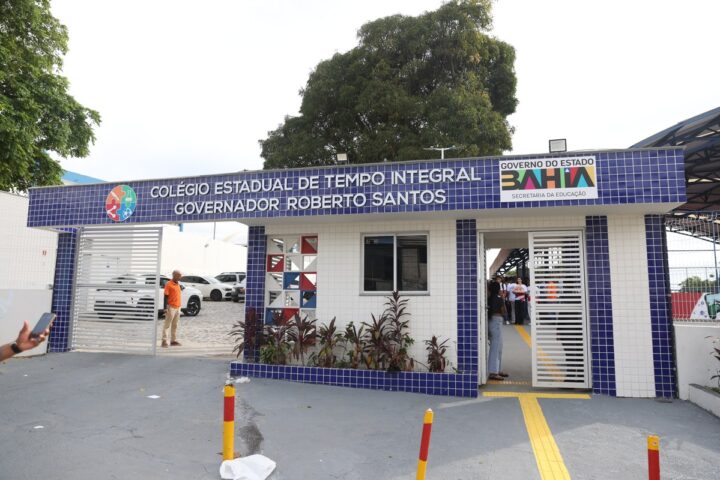 COLÉGIO ESTADUAL DE TEMPO INTEGRAL
GOVERNADOR ROBERTO SANTOS
GOVERNO DO ESTADO
BAHIA
SECRETARIA DA EDUCAÇÃO